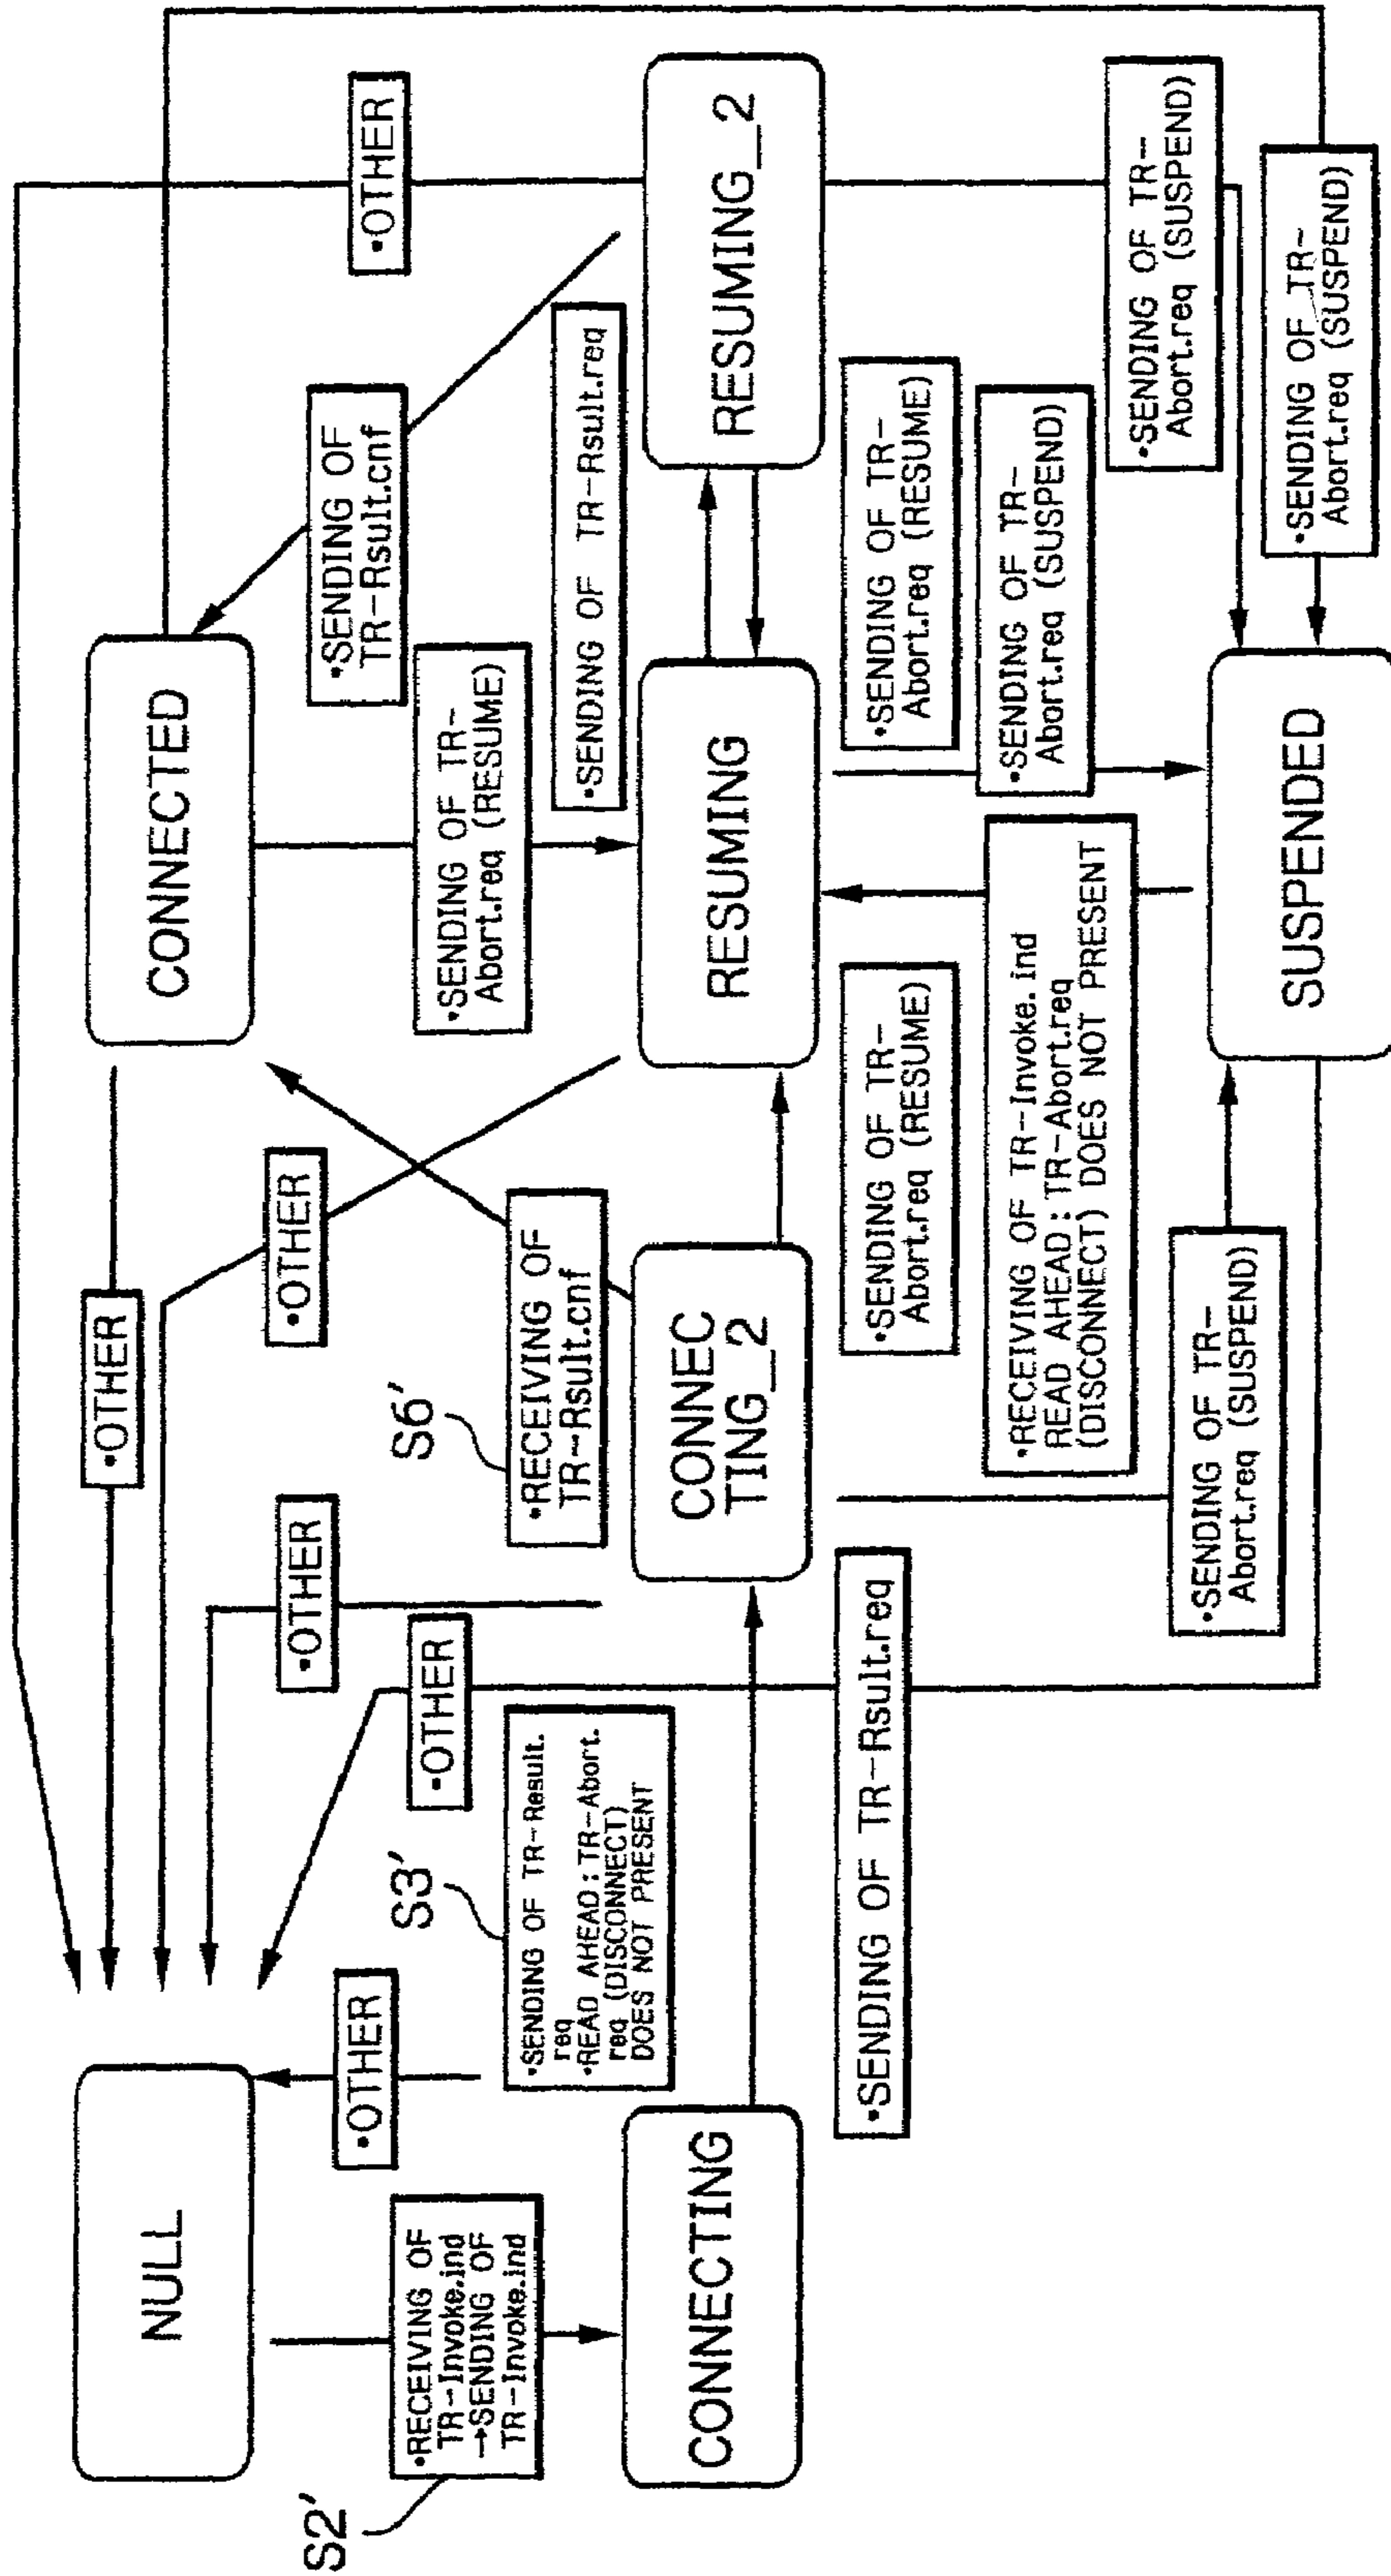 NULL
CONNECTED
•OTHER
•OTHER
•OTHER
•OTHER
•OTHER
•OTHER
S2'
•RECEIVING OF
TR-Invoke.ind
→SENDING OF
TR-Invoke.ind
S3'
•SENDING OF TR-Result.
req
•READ AHEAD:TR-Abort.
req (DISCONNECT)
DOES NOT PRESENT
S6'
•RECEIVING OF
TR-Rsult.cnf
•SENDING OF TR-
Abort.req (RESUME)
•SENDING OF
TR-Rsult.cnf
•SENDING OF TR-Rsult.req
CONNECTING
CONNEC
TING_2
RESUMING
RESUMING_2
•SENDING OF TR-Rsult.req
•SENDING OF TR-
Abort.req (RESUME)
•SENDING OF TR-
Abort.req (RESUME)
•RECEIVING OF TR-Invoke.ind
READ AHEAD:TR-Abort.req
(DISCONNECT) DOES NOT PRESENT
•SENDING OF TR-
Abort.req (SUSPEND)
•SENDING OF TR-
Abort.req (SUSPEND)
•SENDING OF TR-
Abort.req (SUSPEND)
•SENDING OF TR-
Abort.req (SUSPEND)
SUSPENDED
•OTHER